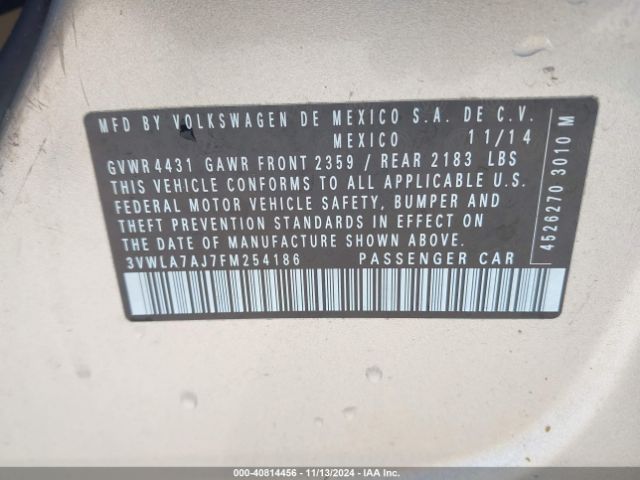 MFD BY VOLKSWAGEN DE MEXICO S.A. DE C.V.
MEXICO 11/14
GVWR 4431 GAWR FRONT 2359 / REAR 2183 LBS
THIS VEHICLE CONFORMS TO ALL APPLICABLE U.S.
FEDERAL MOTOR VEHICLE SAFETY, BUMPER AND
THEFT PREVENTION STANDARDS IN EFFECT ON
THE DATE OF MANUFACTURE SHOWN ABOVE.
3VWLA7AJ7FM254186 PASSENGER CAR
4526270 3010 M
000-40814456 - 11/13/2024 - IAAI.COM